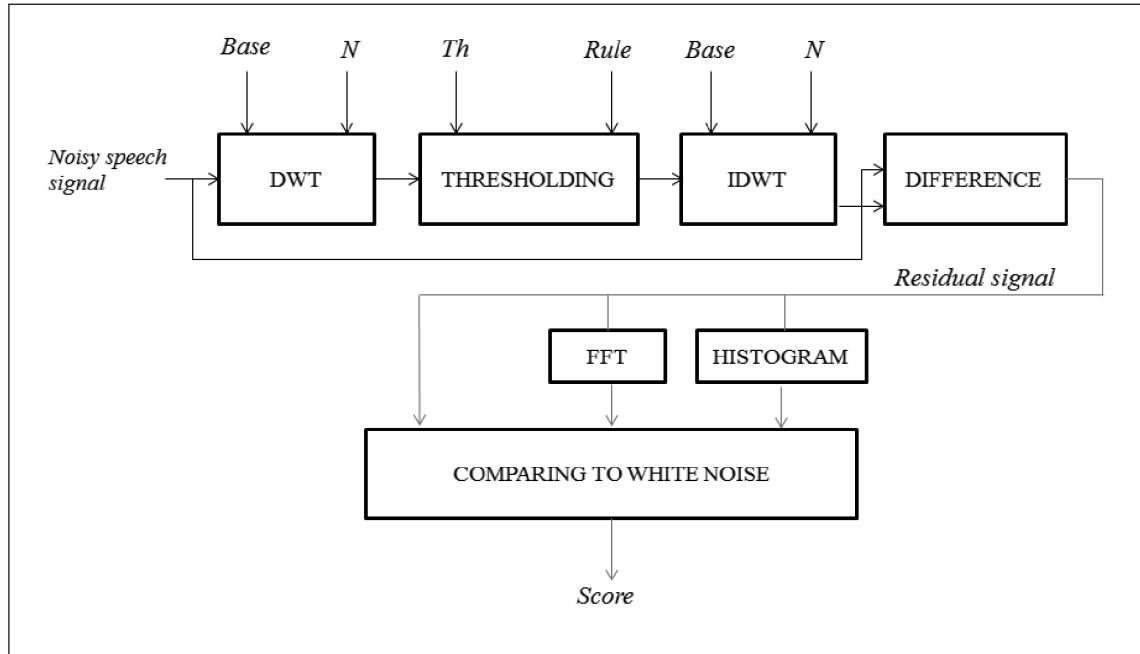 Base N Th Rule Base N
Noisy speech
signal
DWT THRESHOLDING IDWT DIFFERENCE
Residual signal
FFT HISTOGRAM
COMPARING TO WHITE NOISE
Score